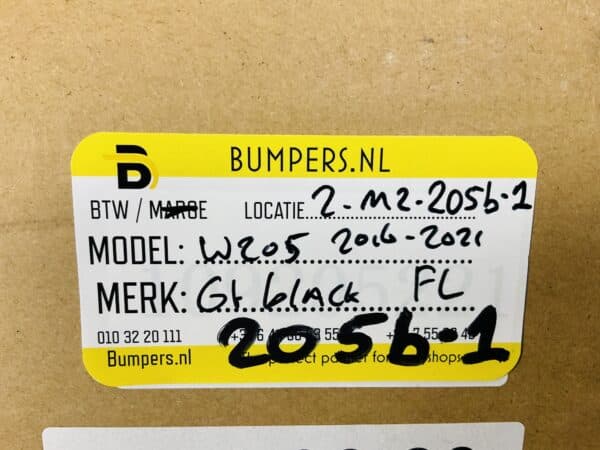 B
BUMPERS.NL
BTW / MARGE LOCATIE 2-M2-205b-1
MODEL: W205 2016-2021
MERK: Gt black FL
010 32 20 111
205b-1
Bumpers.nl